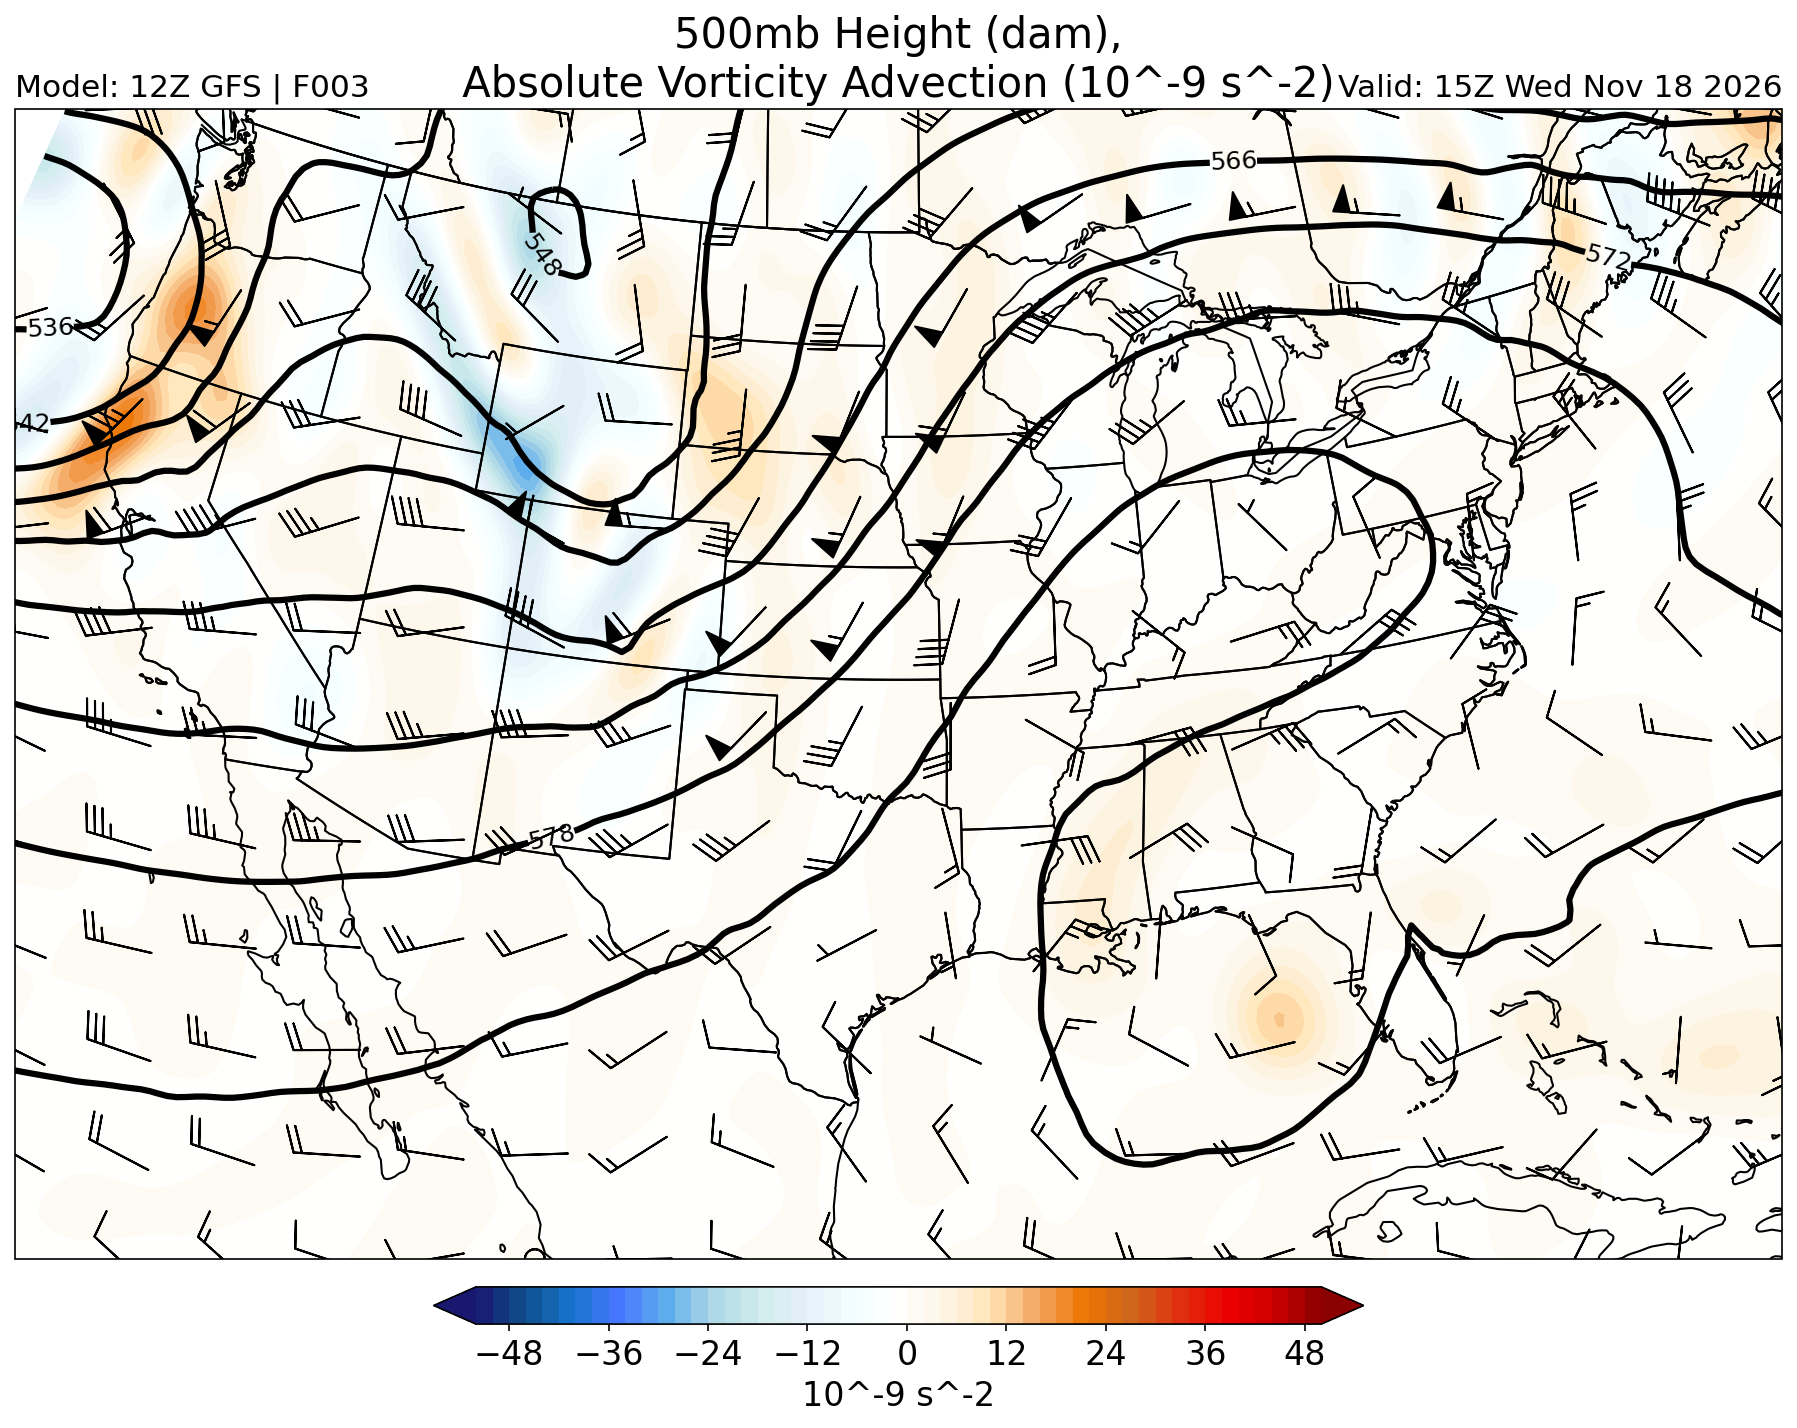 500mb Height (dam),
Model: 12Z GFS | F003
Absolute Vorticity Advection (10^-9 s^-2)
Valid: 15Z Wed Nov 18 2026
566
548
572
536
42
578
−48 −36 −24 −12 0 12 24 36 48
10^-9 s^-2